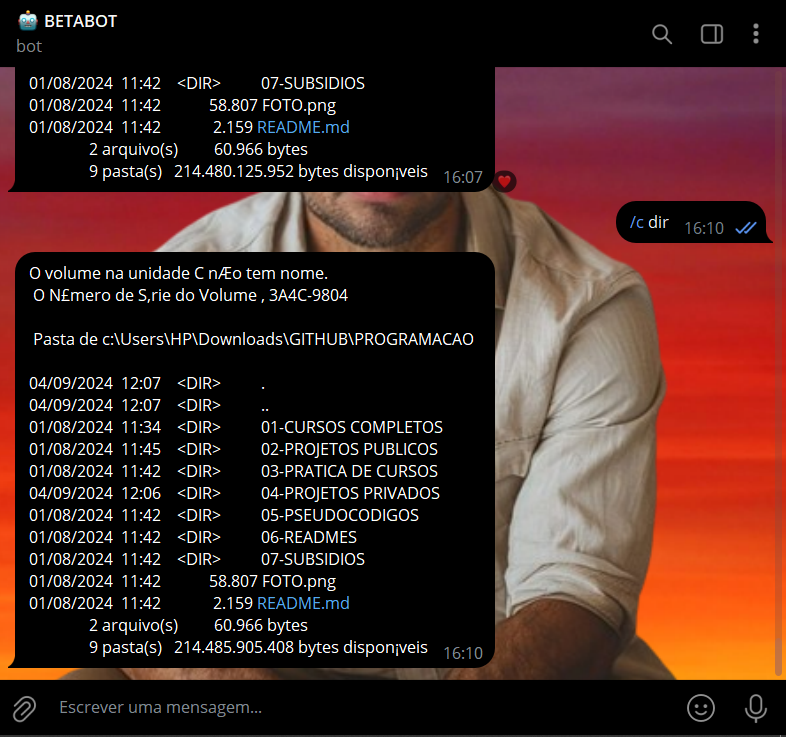 BETABOT
bot
01/08/2024 11:42 <DIR> 07-SUBSIDIOS
01/08/2024 11:42 58.807 FOTO.png
01/08/2024 11:42 2.159 README.md
2 arquivo(s) 60.966 bytes
9 pasta(s) 214.480.125.952 bytes dispon¡veis
16:07
/c dir 16:10
O volume na unidade C nÆo tem nome.
O N£mero de S‚rie do Volume ‚ 3A4C-9804
Pasta de c:\Users\HP\Downloads\GITHUB\PROGRAMACAO
04/09/2024 12:07 <DIR> .
04/09/2024 12:07 <DIR> ..
01/08/2024 11:34 <DIR> 01-CURSOS COMPLETOS
01/08/2024 11:45 <DIR> 02-PROJETOS PUBLICOS
01/08/2024 11:42 <DIR> 03-PRATICA DE CURSOS
04/09/2024 12:06 <DIR> 04-PROJETOS PRIVADOS
01/08/2024 11:42 <DIR> 05-PSEUDOCODIGOS
01/08/2024 11:42 <DIR> 06-READMES
01/08/2024 11:42 <DIR> 07-SUBSIDIOS
01/08/2024 11:42 58.807 FOTO.png
01/08/2024 11:42 2.159 README.md
2 arquivo(s) 60.966 bytes
9 pasta(s) 214.485.905.408 bytes dispon¡veis
16:10
Escrever uma mensagem...